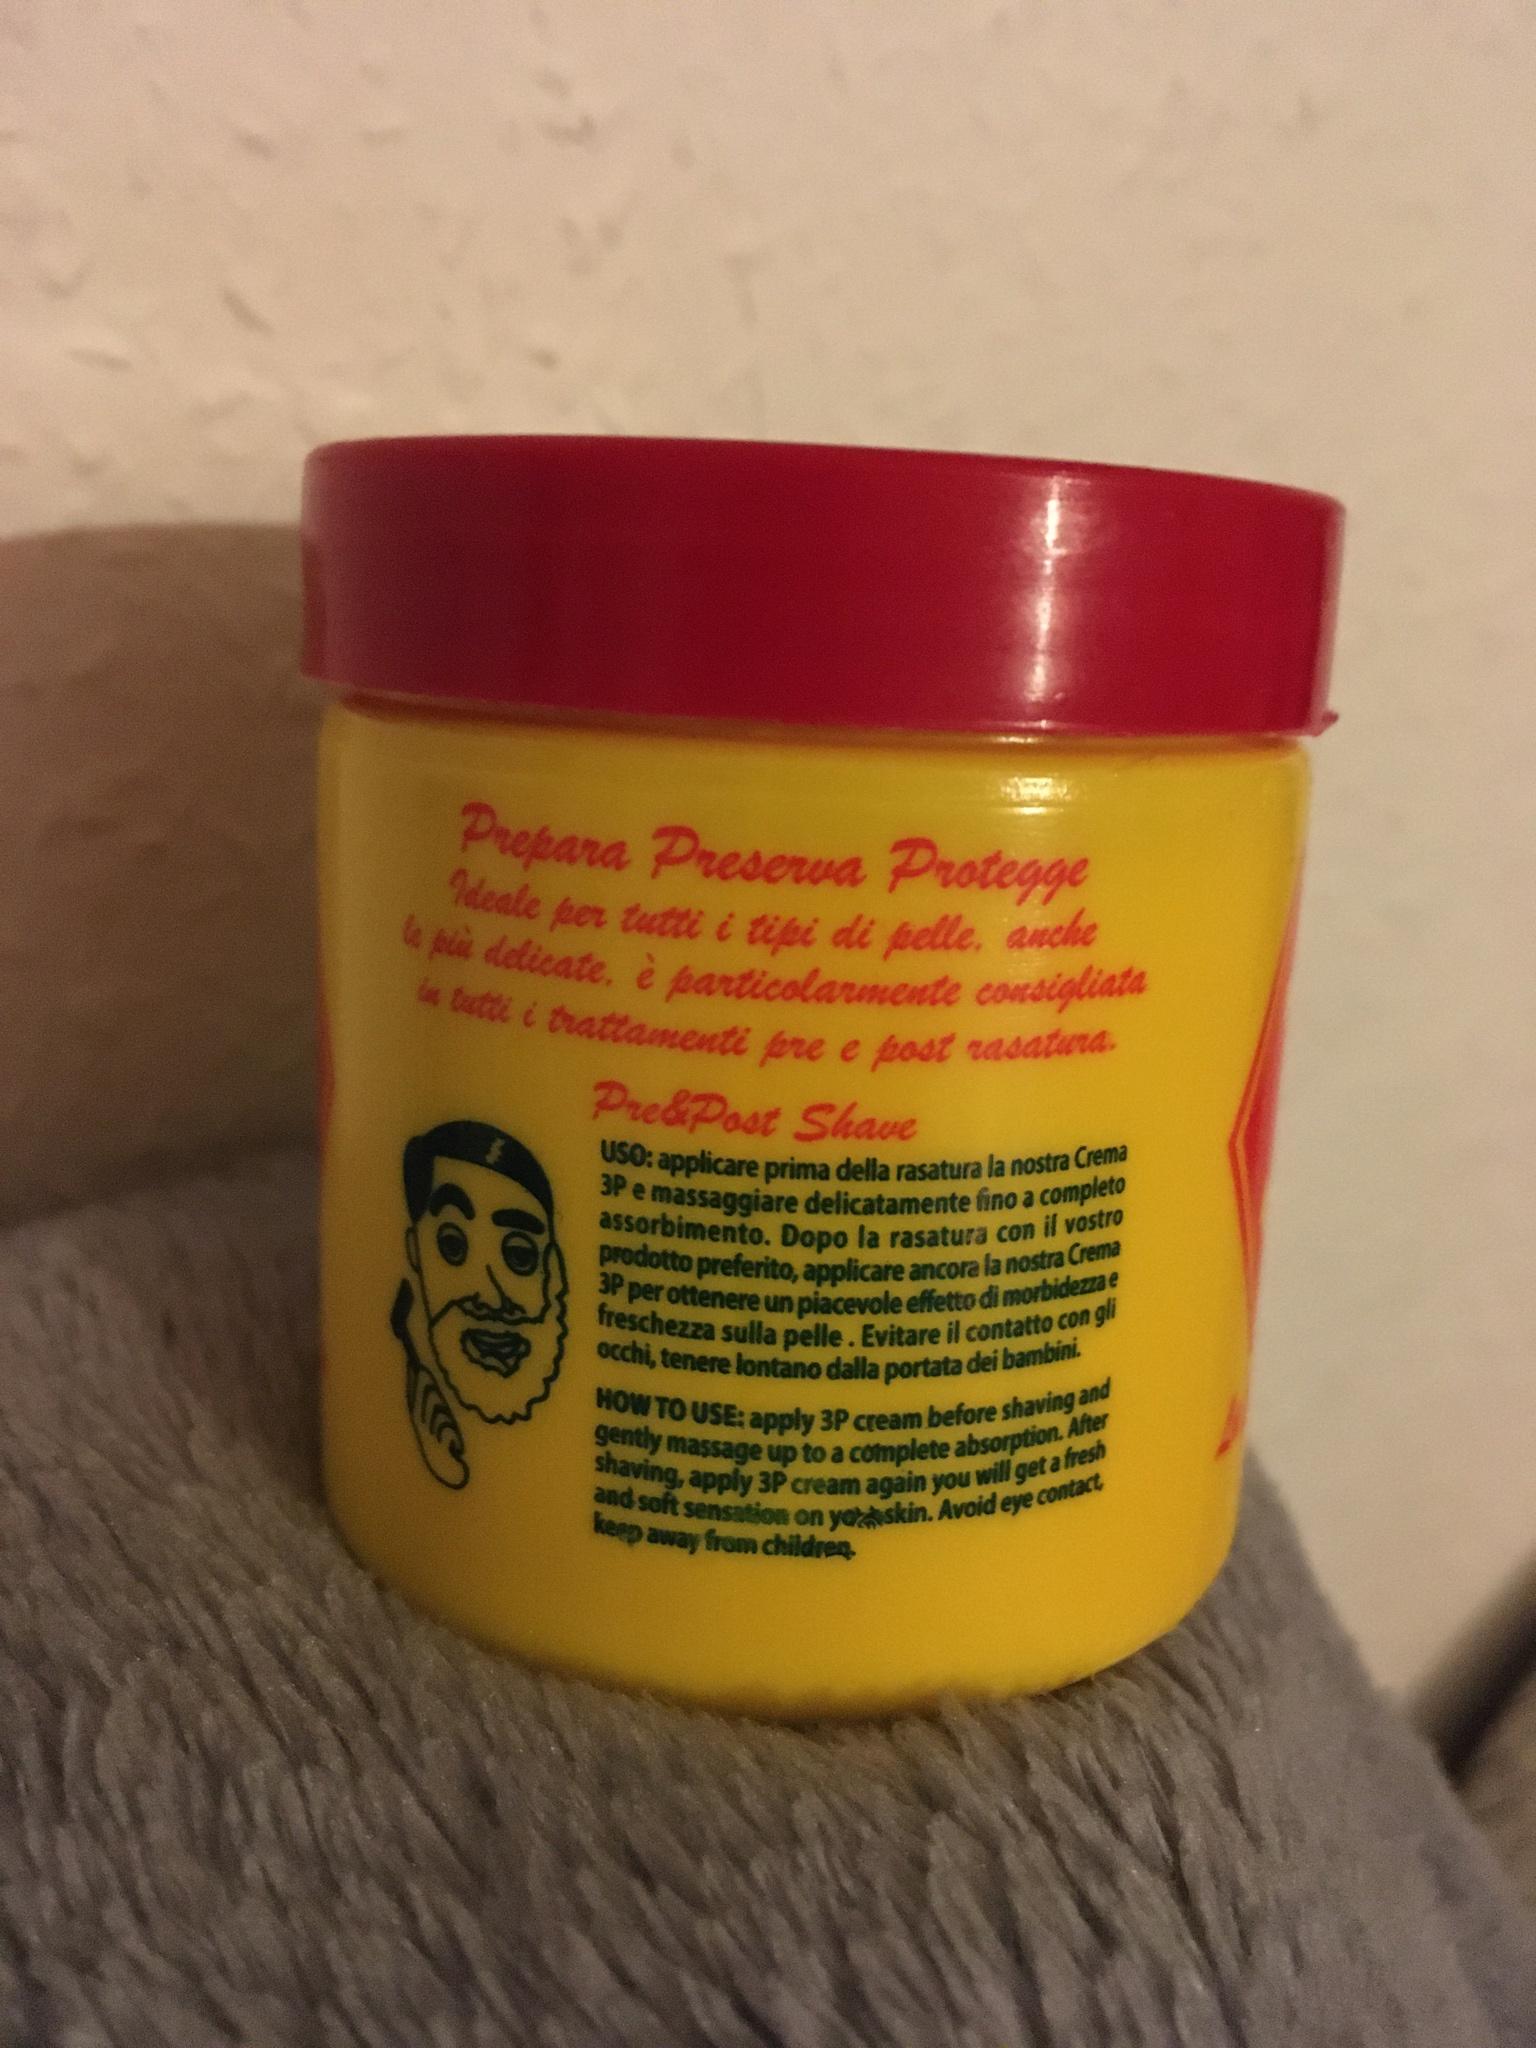 Prepara Preserva Protegge
Ideale per tutti i tipi di pelle, anche
la più delicate, è particolarmente consigliata
in tutti i trattamenti pre e post rasatura.
Pre&Post Shave
USO: applicare prima della rasatura la nostra Crema
3P e massaggiare delicatamente fino a completo
assorbimento. Dopo la rasatura con il vostro
prodotto preferito, applicare ancora la nostra Crema
3P per ottenere un piacevole effetto di morbidezza e
freschezza sulla pelle . Evitare il contatto con gli
occhi, tenere lontano dalla portata dei bambini.
HOW TO USE: apply 3P cream before shaving and
gently massage up to a complete absorption. After
shaving, apply 3P cream again you will get a fresh
and soft sensation on skin. Avoid eye contact,
keep away from children.